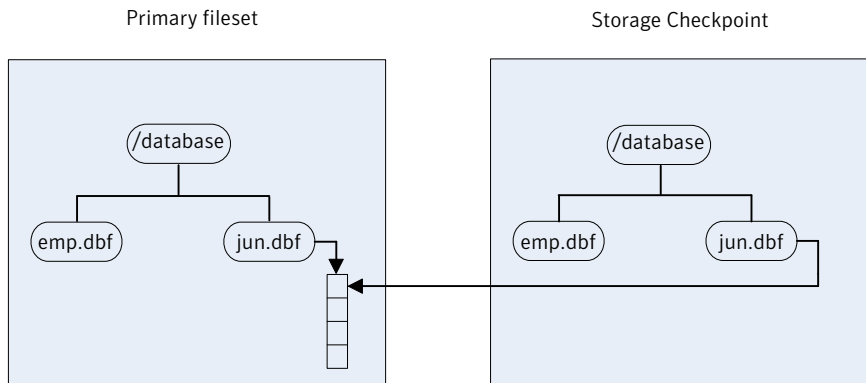 Primary fileset
Storage Checkpoint
/database
/database
emp.dbf
jun.dbf
emp.dbf
jun.dbf